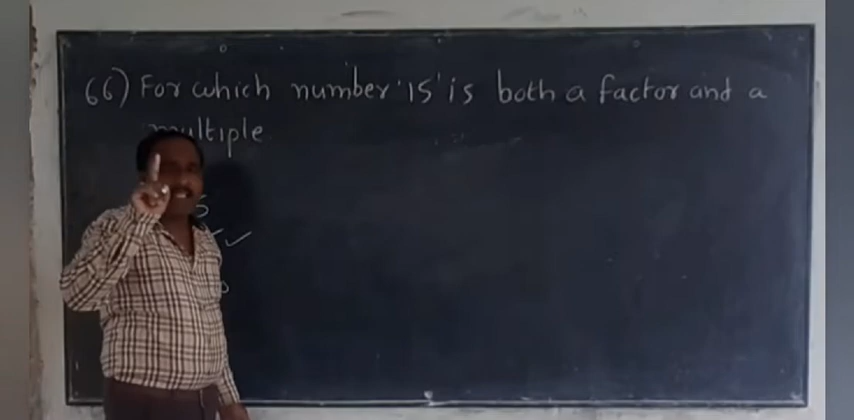 66) For which number '15' is both a factor and a
multiple